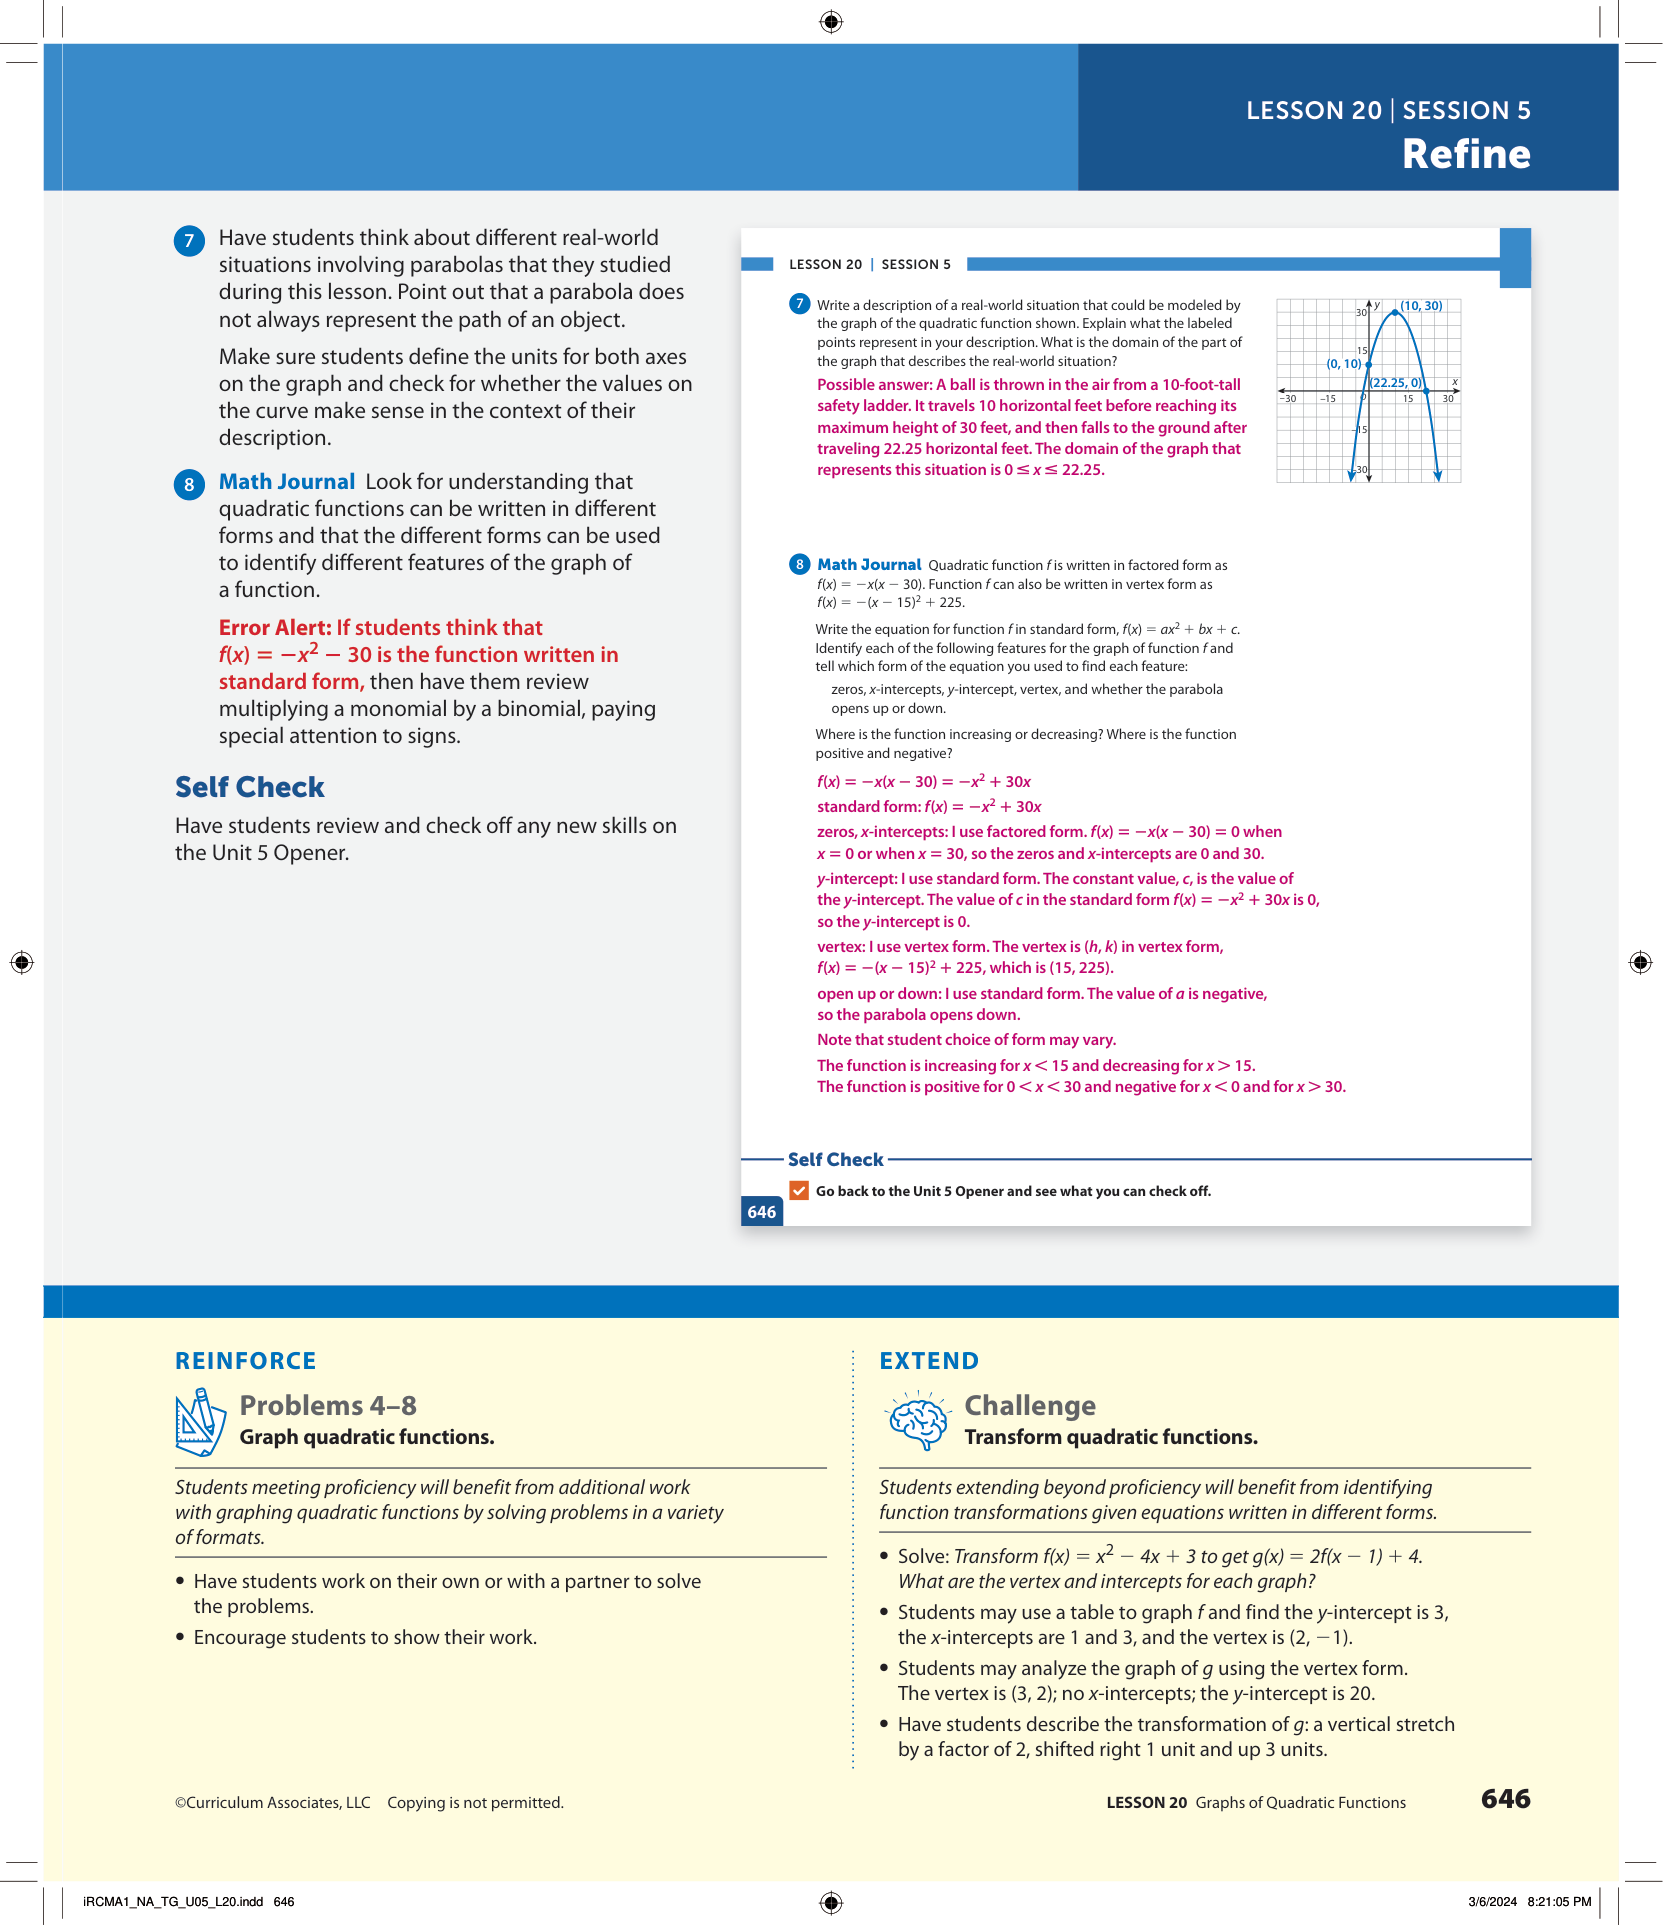 LESSON 20 | SESSION 5
Refine
7 Have students think about different real-world
situations involving parabolas that they studied
during this lesson. Point out that a parabola does
not always represent the path of an object.
Make sure students define the units for both axes
on the graph and check for whether the values on
the curve make sense in the context of their
description.
8 Math Journal Look for understanding that
quadratic functions can be written in different
forms and that the different forms can be used
to identify different features of the graph of
a function.
Error Alert: If students think that
f(x) = −x² − 30 is the function written in
standard form, then have them review
multiplying a monomial by a binomial, paying
special attention to signs.
Self Check
Have students review and check off any new skills on
the Unit 5 Opener.
LESSON 20 | SESSION 5
7 Write a description of a real-world situation that could be modeled by
the graph of the quadratic function shown. Explain what the labeled
points represent in your description. What is the domain of the part of
the graph that describes the real-world situation?
Possible answer: A ball is thrown in the air from a 10-foot-tall
safety ladder. It travels 10 horizontal feet before reaching its
maximum height of 30 feet, and then falls to the ground after
traveling 22.25 horizontal feet. The domain of the graph that
represents this situation is 0 ≤ x ≤ 22.25.
y
(10, 30)
30
15
(0, 10)
(22.25, 0)
x
−30 −15 0 15 30
−15
−30
8 Math Journal Quadratic function f is written in factored form as
f(x) = −x(x − 30). Function f can also be written in vertex form as
f(x) = −(x − 15)² + 225.
Write the equation for function f in standard form, f(x) = ax² + bx + c.
Identify each of the following features for the graph of function f and
tell which form of the equation you used to find each feature:
zeros, x-intercepts, y-intercept, vertex, and whether the parabola
opens up or down.
Where is the function increasing or decreasing? Where is the function
positive and negative?
f(x) = −x(x − 30) = −x² + 30x
standard form: f(x) = −x² + 30x
zeros, x-intercepts: I use factored form. f(x) = −x(x − 30) = 0 when
x = 0 or when x = 30, so the zeros and x-intercepts are 0 and 30.
y-intercept: I use standard form. The constant value, c, is the value of
the y-intercept. The value of c in the standard form f(x) = −x² + 30x is 0,
so the y-intercept is 0.
vertex: I use vertex form. The vertex is (h, k) in vertex form,
f(x) = −(x − 15)² + 225, which is (15, 225).
open up or down: I use standard form. The value of a is negative,
so the parabola opens down.
Note that student choice of form may vary.
The function is increasing for x < 15 and decreasing for x > 15.
The function is positive for 0 < x < 30 and negative for x < 0 and for x > 30.
Self Check
Go back to the Unit 5 Opener and see what you can check off.
646
REINFORCE
Problems 4–8
Graph quadratic functions.
Students meeting proficiency will benefit from additional work
with graphing quadratic functions by solving problems in a variety
of formats.
• Have students work on their own or with a partner to solve
the problems.
• Encourage students to show their work.
EXTEND
Challenge
Transform quadratic functions.
Students extending beyond proficiency will benefit from identifying
function transformations given equations written in different forms.
• Solve: Transform f(x) = x² − 4x + 3 to get g(x) = 2f(x − 1) + 4.
What are the vertex and intercepts for each graph?
• Students may use a table to graph f and find the y-intercept is 3,
the x-intercepts are 1 and 3, and the vertex is (2, −1).
• Students may analyze the graph of g using the vertex form.
The vertex is (3, 2); no x-intercepts; the y-intercept is 20.
• Have students describe the transformation of g: a vertical stretch
by a factor of 2, shifted right 1 unit and up 3 units.
©Curriculum Associates, LLC Copying is not permitted.
LESSON 20 Graphs of Quadratic Functions 646
iRCMA1_NA_TG_U05_L20.indd 646
3/6/2024 8:21:05 PM